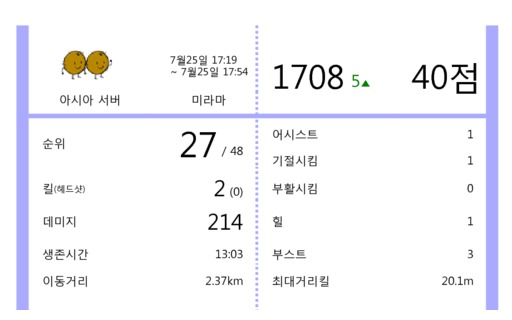 7월25일 17:19
~ 7월25일 17:54
아시아 서버
미라마
1708 5▲
40점
순위
27 / 48
킬(헤드샷)
2 (0)
데미지
214
생존시간
13:03
이동거리
2.37km
어시스트
1
기절시킴
1
부활시킴
0
힐
1
부스트
3
최대거리킬
20.1m